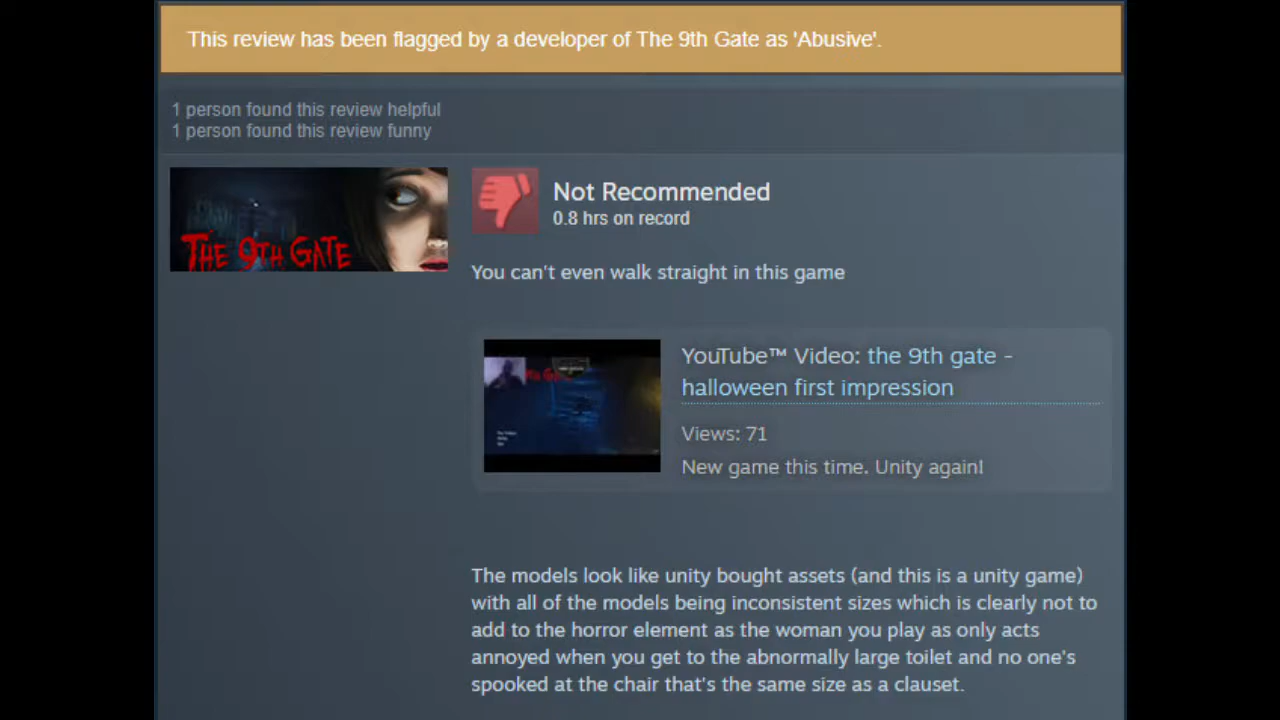 This review has been flagged by a developer of The 9th Gate as 'Abusive'.
1 person found this review helpful
1 person found this review funny
THE 9TH GATE
Not Recommended
0.8 hrs on record
You can't even walk straight in this game
YouTube™ Video: the 9th gate -
halloween first impression
Views: 71
New game this time. Unity again!
The models look like unity bought assets (and this is a unity game)
with all of the models being inconsistent sizes which is clearly not to
add to the horror element as the woman you play as only acts
annoyed when you get to the abnormally large toilet and no one's
spooked at the chair that's the same size as a clauset.